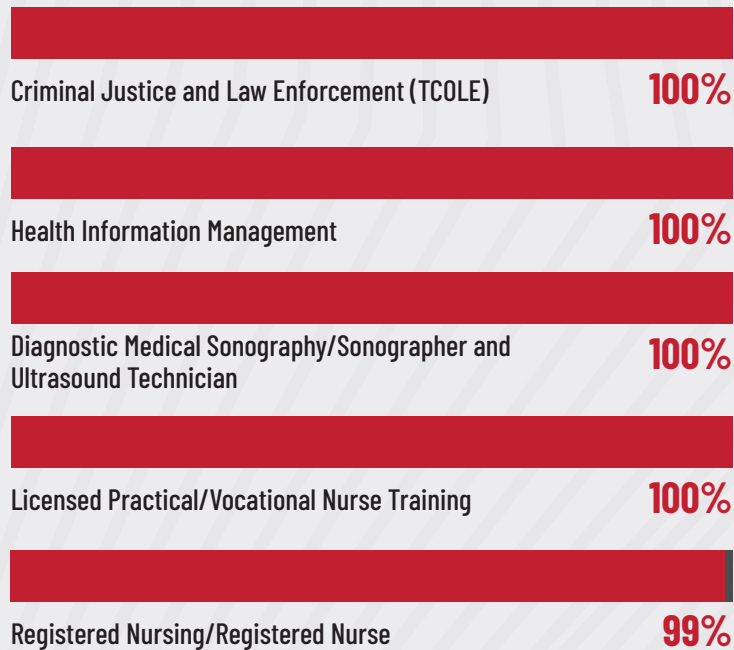 Criminal Justice and Law Enforcement (TCOLE) 100%
Health Information Management 100%
Diagnostic Medical Sonography/Sonographer and
Ultrasound Technician 100%
Licensed Practical/Vocational Nurse Training 100%
Registered Nursing/Registered Nurse 99%